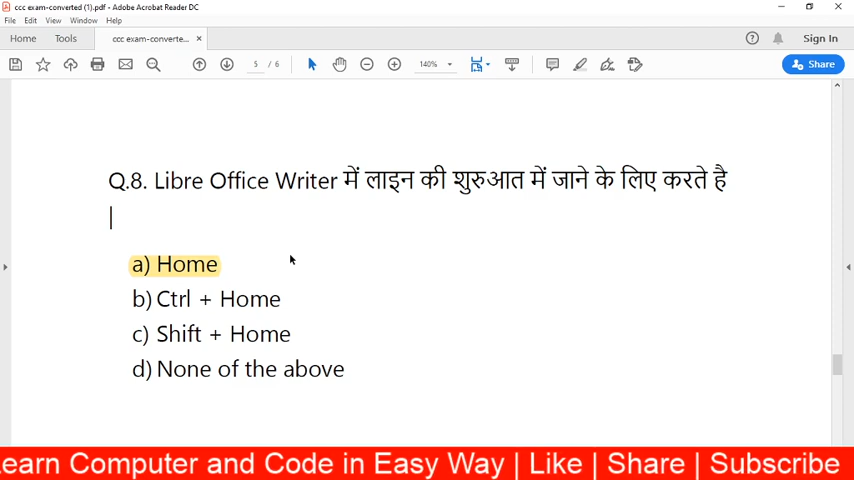 ccc exam-converted (1).pdf - Adobe Acrobat Reader DC
File Edit View Window Help
Home Tools ccc exam-converte... × Sign In
5 / 6 140% Share
Q.8. Libre Office Writer में लाइन की शुरुआत में जाने के लिए करते है
|
a) Home
b) Ctrl + Home
c) Shift + Home
d) None of the above
earn Computer and Code in Easy Way | Like | Share | Subscribe